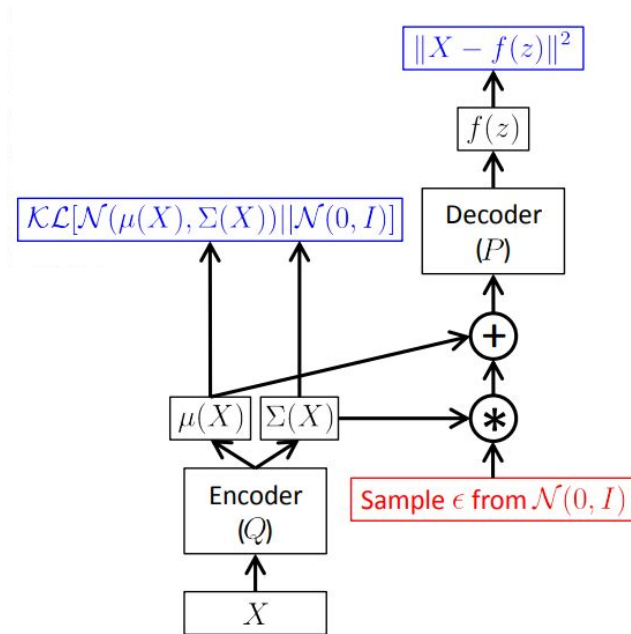 ‖X − f(z)‖²
f(z)
𝒦ℒ[𝒩(μ(X), Σ(X))||𝒩(0, I)]
Decoder
(P)
+
μ(X)
Σ(X)
*
Encoder
(Q)
Sample ϵ from 𝒩(0, I)
X